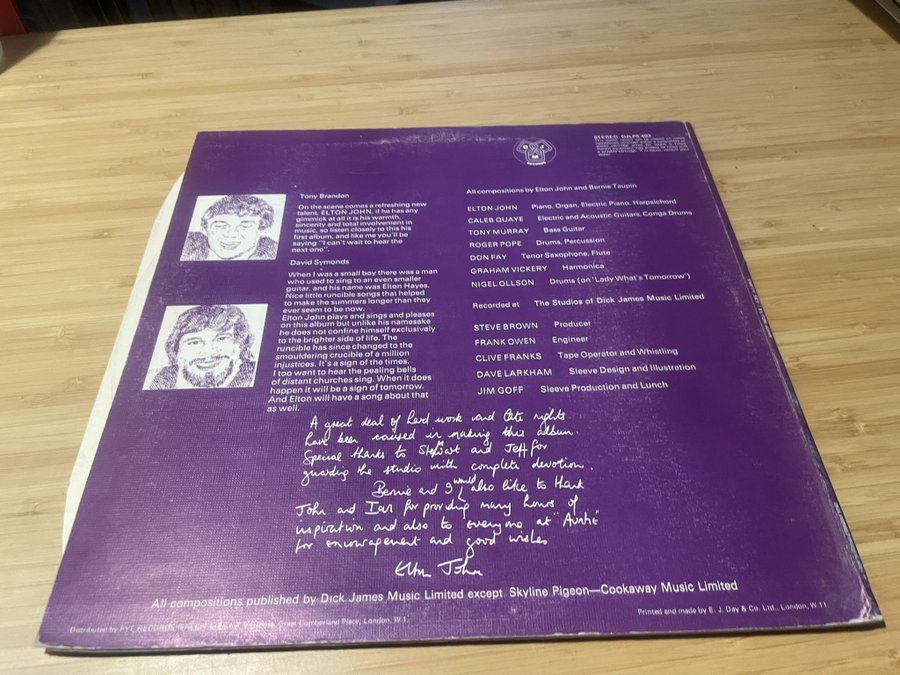 D J M
RECORDS
STEREO DJLPS 403
Tony Brandon
On the scene comes a refreshing new
talent, ELTON JOHN, if he has any
gimmick at all it is his warmth,
sincerity and total involvement in
music, so listen closely to this his
first album, and like me you'll be
saying "I can't wait to hear the
next one".
David Symonds
When I was a small boy there was a man
who used to sing to an even smaller
guitar, and his name was Elton Hayes.
Nice little runcible songs that helped
to make the summers longer than they
ever seem to be now.
Elton John plays and sings and pleases
on this album but unlike his namesake
he does not confine himself exclusively
to the brighter side of life. The
runcible has since changed to the
smouldering crucible of a million
injustices. It's a sign of the times.
I too want to hear the pealing bells
of distant churches sing. When it does
happen it will be a sign of tomorrow.
And Elton will have a song about that
as well.
All compositions by Elton John and Bernie Taupin
ELTON JOHN Piano, Organ, Electric Piano, Harpsichord
CALEB QUAYE Electric and Acoustic Guitars, Conga Drums
TONY MURRAY Bass Guitar
ROGER POPE Drums, Percussion
DON FAY Tenor Saxophone, Flute
GRAHAM VICKERY Harmonica
NIGEL OLLSON Drums (on 'Lady What's Tomorrow')
Recorded at The Studios of Dick James Music Limited
STEVE BROWN Producer
FRANK OWEN Engineer
CLIVE FRANKS Tape Operator and Whistling
DAVE LARKHAM Sleeve Design and Illustration
JIM GOFF Sleeve Production and Lunch
A great deal of hard work and late nights
have been caused in making this album.
Special thanks to Stewart and Jeff for
guarding the studio with complete devotion.
Bernie and I would also like to thank
John and Ian for providing many hours of
inspiration and also to everyone at "Auntie"
for encouragement and good wishes
Elton John
All compositions published by Dick James Music Limited except Skyline Pigeon—Cookaway Music Limited
Distributed by PYE RECORDS Great Cumberland Place, London, W.1.
Printed and made by E. J. Day & Co. Ltd., London, W.11.